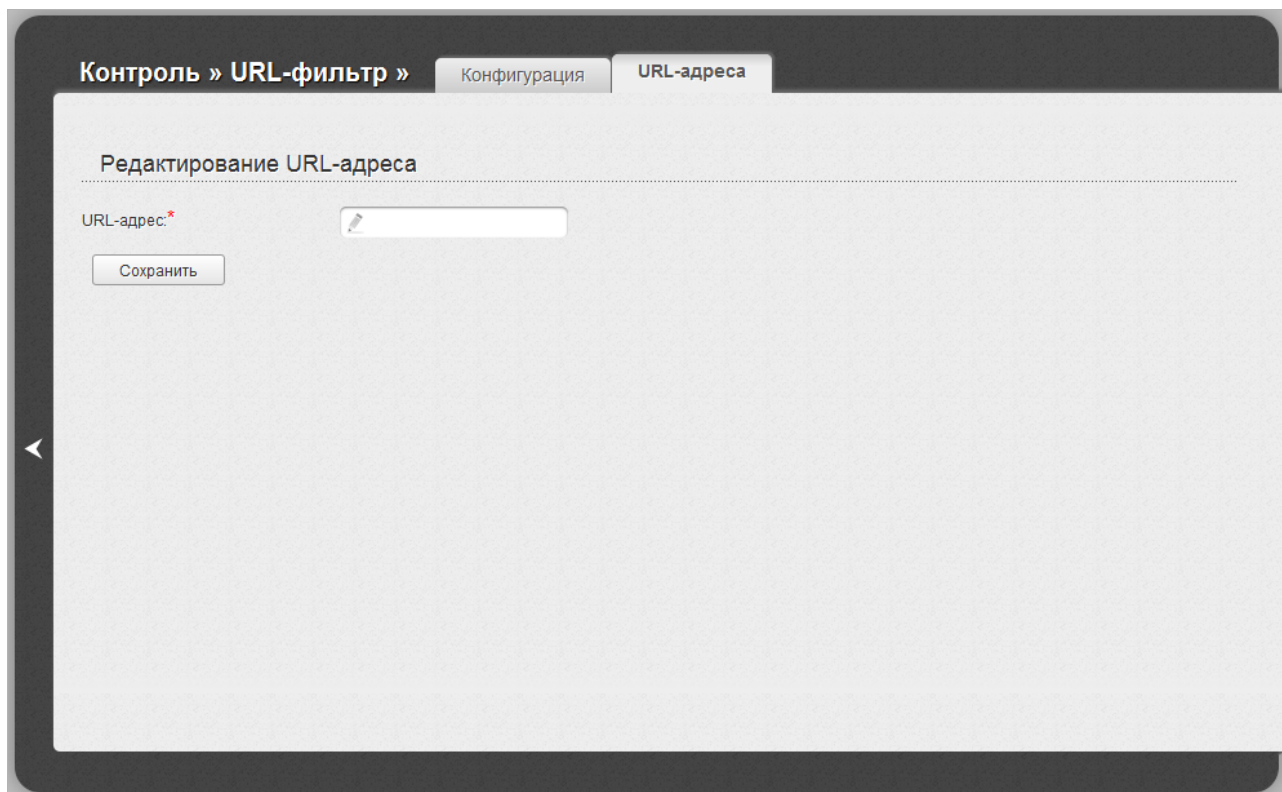 Контроль » URL-фильтр » Конфигурация URL-адреса
Редактирование URL-адреса
URL-адрес:*
Сохранить